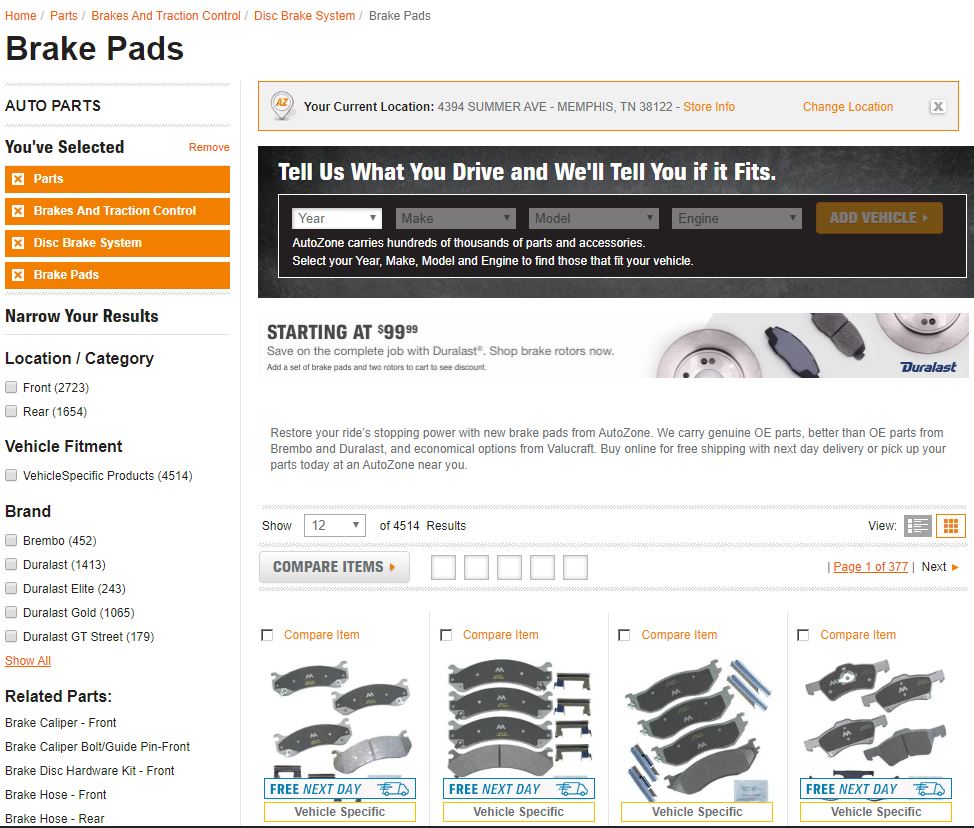 Home / Parts / Brakes And Traction Control / Disc Brake System / Brake Pads
Brake Pads
AUTO PARTS
You've Selected Remove
Parts
Brakes And Traction Control
Disc Brake System
Brake Pads
Narrow Your Results
Location / Category
Front (2723)
Rear (1654)
Vehicle Fitment
VehicleSpecific Products (4514)
Brand
Brembo (452)
Duralast (1413)
Duralast Elite (243)
Duralast Gold (1065)
Duralast GT Street (179)
Show All
Related Parts:
Brake Caliper - Front
Brake Caliper Bolt/Guide Pin-Front
Brake Disc Hardware Kit - Front
Brake Hose - Front
Brake Hose - Rear
AZ Your Current Location: 4394 SUMMER AVE - MEMPHIS, TN 38122 - Store Info Change Location X
Tell Us What You Drive and We'll Tell You if it Fits.
Year Make Model Engine ADD VEHICLE
AutoZone carries hundreds of thousands of parts and accessories.
Select your Year, Make, Model and Engine to find those that fit your vehicle.
STARTING AT $9999
Save on the complete job with Duralast®. Shop brake rotors now.
Add a set of brake pads and two rotors to cart to see discount.
Duralast
Restore your ride's stopping power with new brake pads from AutoZone. We carry genuine OE parts, better than OE parts from
Brembo and Duralast, and economical options from Valucraft. Buy online for free shipping with next day delivery or pick up your
parts today at an AutoZone near you.
Show 12 of 4514 Results View:
COMPARE ITEMS | Page 1 of 377 | Next
Compare Item Compare Item Compare Item Compare Item
FREE NEXT DAY FREE NEXT DAY FREE NEXT DAY
Vehicle Specific Vehicle Specific Vehicle Specific Vehicle Specific